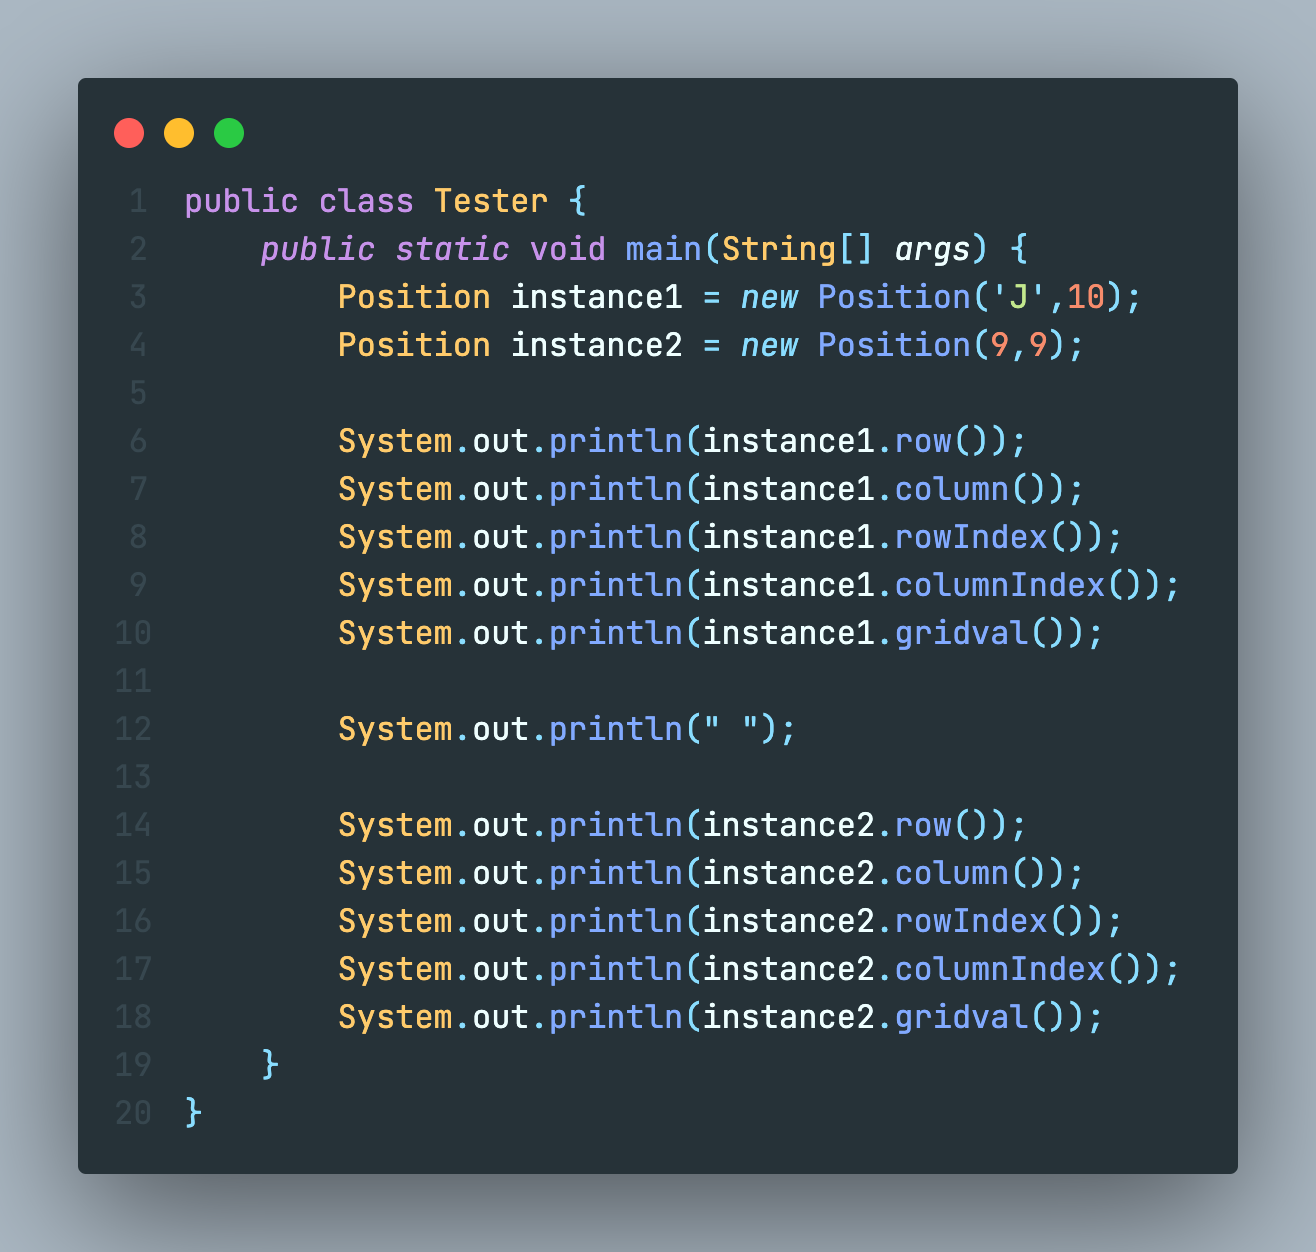 1 public class Tester {
2     public static void main(String[] args) {
3         Position instance1 = new Position('J',10);
4         Position instance2 = new Position(9,9);
5
6         System.out.println(instance1.row());
7         System.out.println(instance1.column());
8         System.out.println(instance1.rowIndex());
9         System.out.println(instance1.columnIndex());
10         System.out.println(instance1.gridval());
11
12         System.out.println(" ");
13
14         System.out.println(instance2.row());
15         System.out.println(instance2.column());
16         System.out.println(instance2.rowIndex());
17         System.out.println(instance2.columnIndex());
18         System.out.println(instance2.gridval());
19     }
20 }